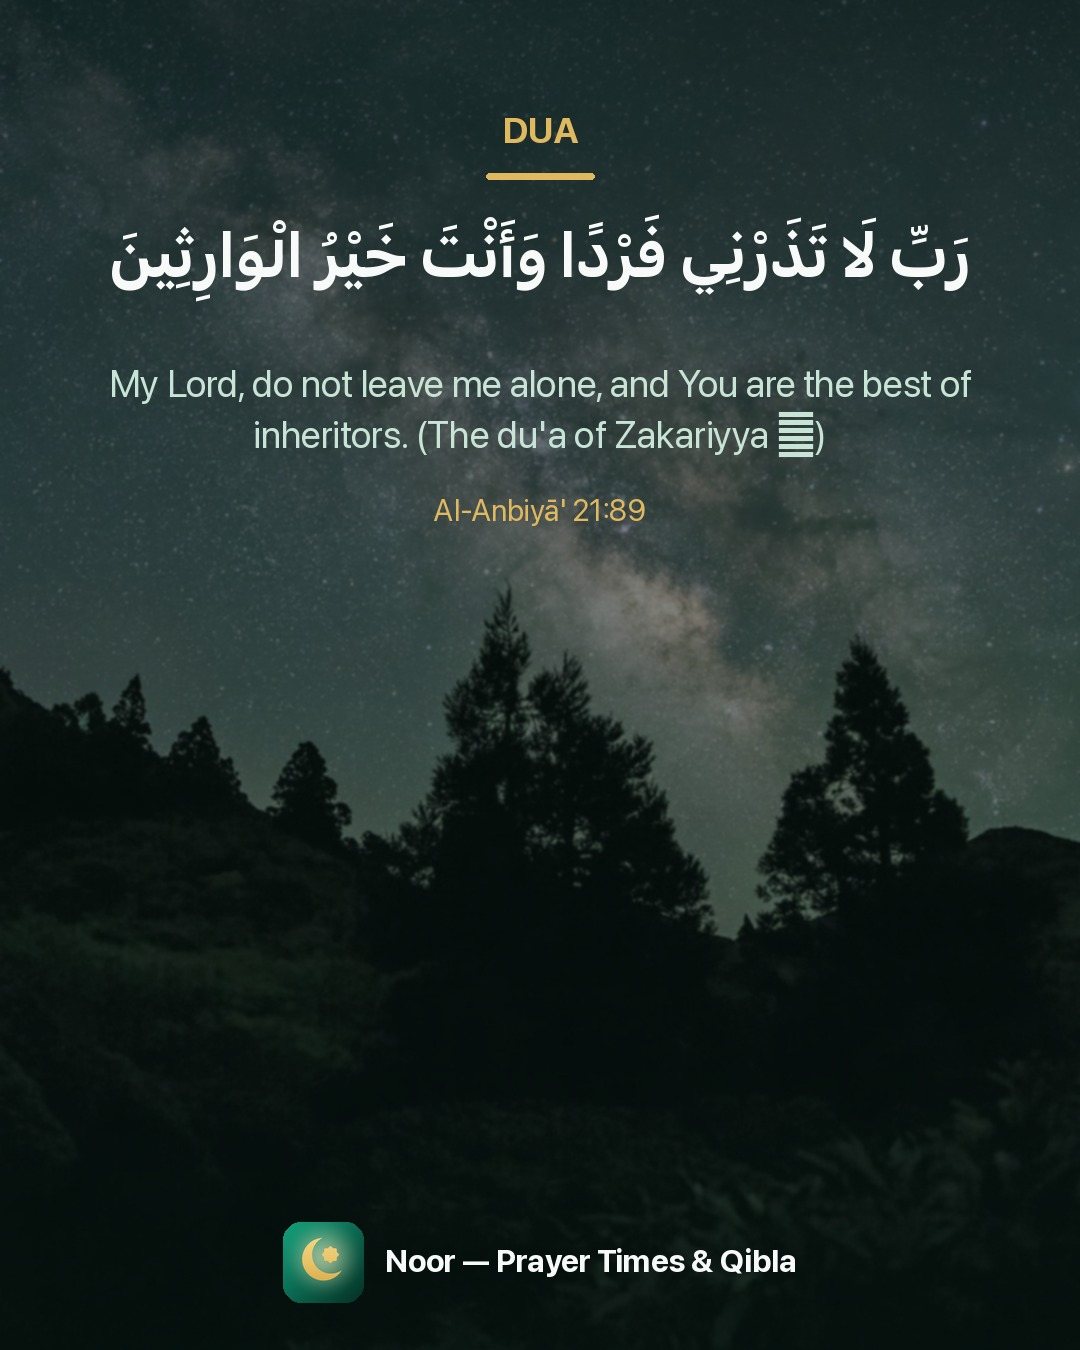 DUA
رَبِّ لَا تَذَرْنِي فَرْدًا وَأَنْتَ خَيْرُ الْوَارِثِينَ
My Lord, do not leave me alone, and You are the best of
inheritors. (The du'a of Zakariyya )
Al-Anbiyā' 21:89
Noor — Prayer Times & Qibla